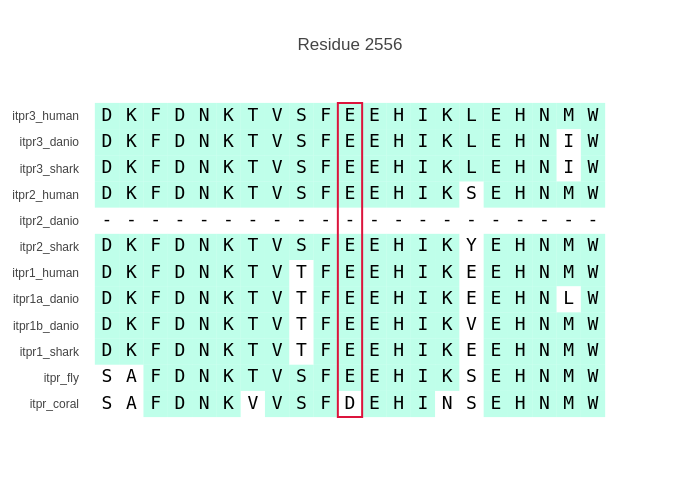 Residue 2556
itpr3_human D K F D N K T V S F E E H I K L E H N M W
itpr3_danio D K F D N K T V S F E E H I K L E H N I W
itpr3_shark D K F D N K T V S F E E H I K L E H N I W
itpr2_human D K F D N K T V S F E E H I K S E H N M W
itpr2_danio - - - - - - - - - - - - - - - - - - - - -
itpr2_shark D K F D N K T V S F E E H I K Y E H N M W
itpr1_human D K F D N K T V T F E E H I K E E H N M W
itpr1a_danio D K F D N K T V T F E E H I K E E H N L W
itpr1b_danio D K F D N K T V T F E E H I K V E H N M W
itpr1_shark D K F D N K T V T F E E H I K E E H N M W
itpr_fly S A F D N K T V S F E E H I K S E H N M W
itpr_coral S A F D N K V V S F D E H I N S E H N M W